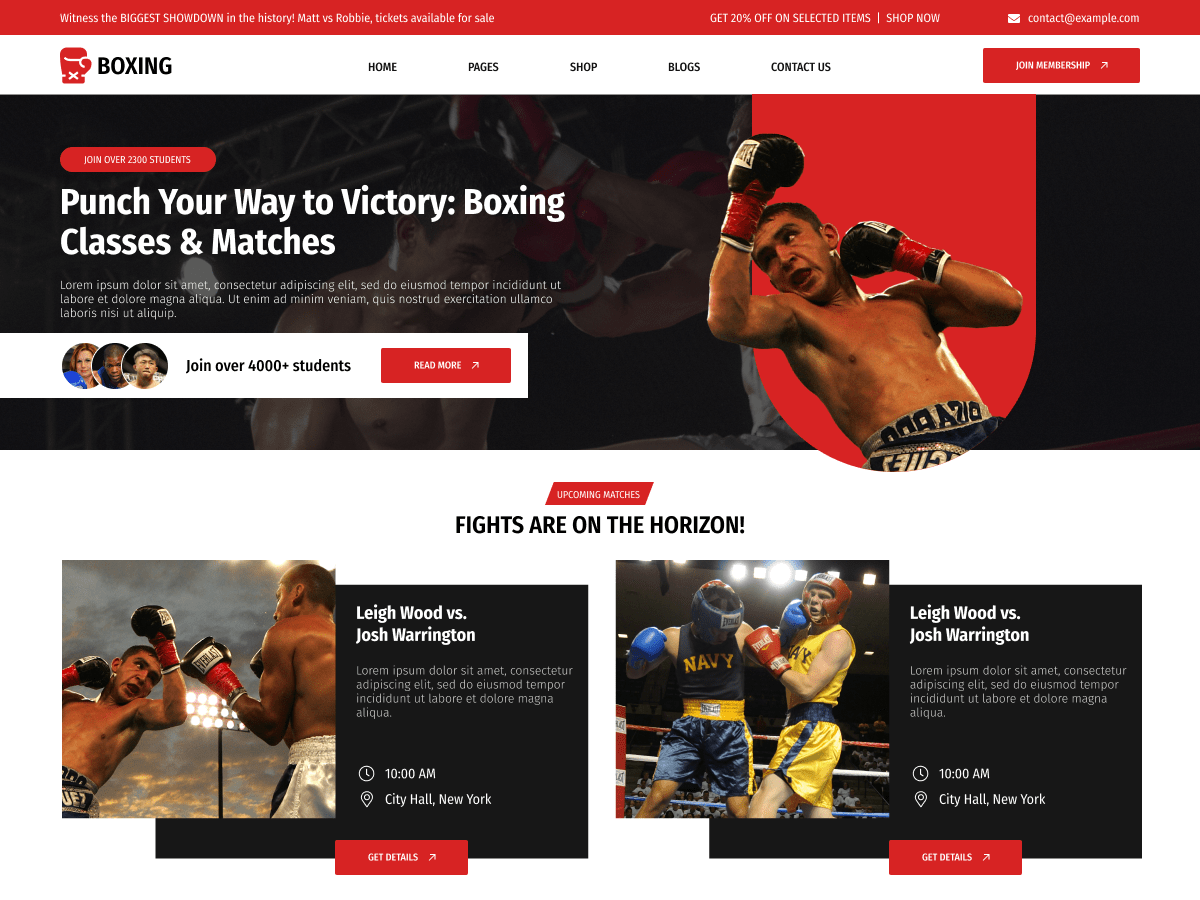 Witness the BIGGEST SHOWDOWN in the history! Matt vs Robbie, tickets available for sale
GET 20% OFF ON SELECTED ITEMS | SHOP NOW
contact@example.com
BOXING
HOME
PAGES
SHOP
BLOGS
CONTACT US
JOIN MEMBERSHIP
JOIN OVER 2300 STUDENTS
Punch Your Way to Victory: Boxing
Classes & Matches
Lorem ipsum dolor sit amet, consectetur adipiscing elit, sed do eiusmod tempor incididunt ut
labore et dolore magna aliqua. Ut enim ad minim veniam, quis nostrud exercitation ullamco
laboris nisi ut aliquip.
Join over 4000+ students
READ MORE
UPCOMING MATCHES
FIGHTS ARE ON THE HORIZON!
Leigh Wood vs.
Josh Warrington
Lorem ipsum dolor sit amet, consectetur
adipiscing elit, sed do eiusmod tempor
incididunt ut labore et dolore magna
aliqua.
10:00 AM
City Hall, New York
GET DETAILS
NAVY
Leigh Wood vs.
Josh Warrington
Lorem ipsum dolor sit amet, consectetur
adipiscing elit, sed do eiusmod tempor
incididunt ut labore et dolore magna
aliqua.
10:00 AM
City Hall, New York
GET DETAILS